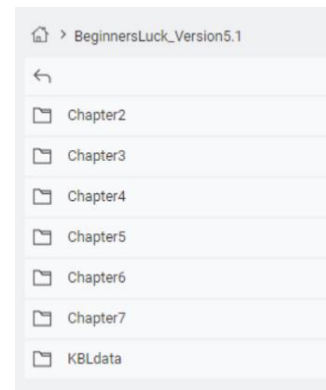 > BeginnersLuck_Version5.1
Chapter2
Chapter3
Chapter4
Chapter5
Chapter6
Chapter7
KBLdata